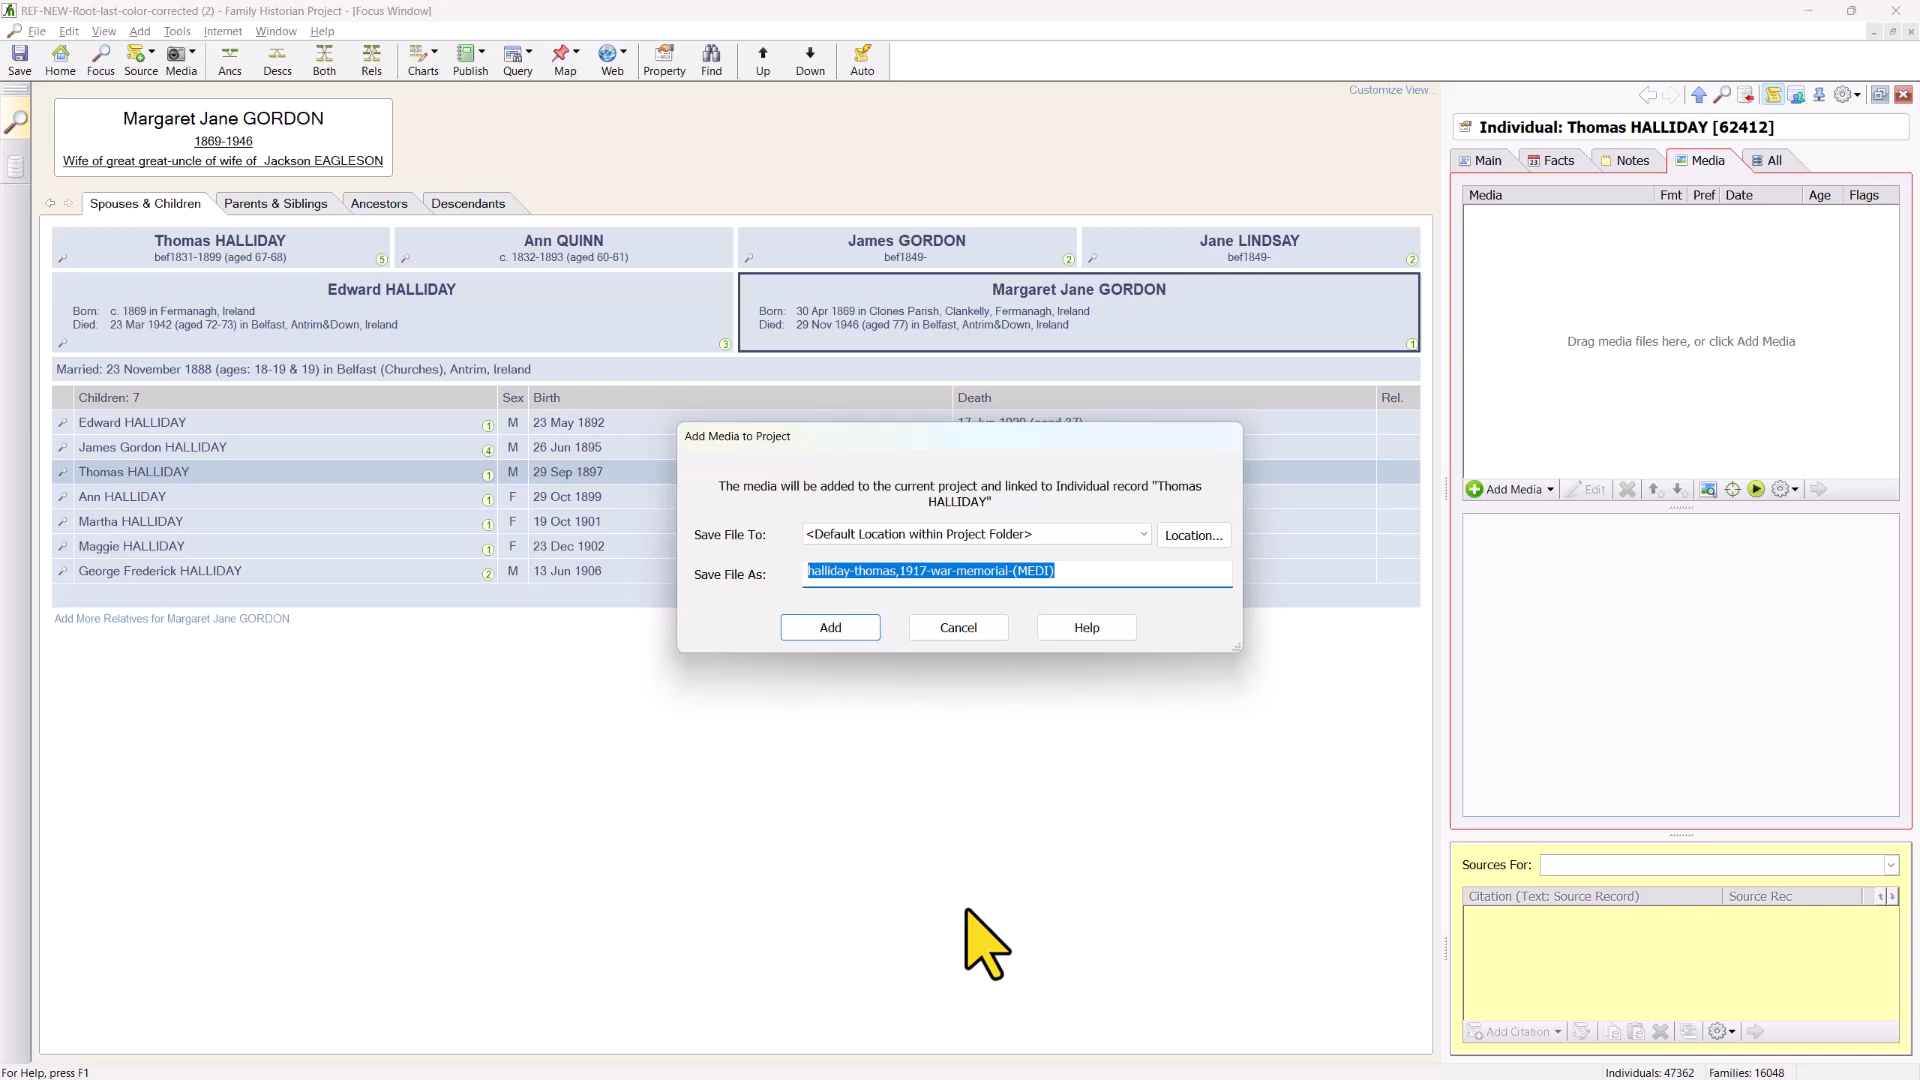 REF-NEW-Root-last-color-corrected (2) - Family Historian Project - [Focus Window]
File Edit View Add Tools Internet Window Help
Save Home Focus Source Media Ancs Descs Both Rels Charts Publish Query Map Web Property Find Up Down Auto
Customize View...
Margaret Jane GORDON
1869-1946
Wife of great great-uncle of wife of Jackson EAGLESON
Spouses & Children Parents & Siblings Ancestors Descendants
Thomas HALLIDAY
bef1831-1899 (aged 67-68)
5
Ann QUINN
c. 1832-1893 (aged 60-61)
James GORDON
bef1849-
2
Jane LINDSAY
bef1849-
2
Edward HALLIDAY
Born: c. 1869 in Fermanagh, Ireland
Died: 23 Mar 1942 (aged 72-73) in Belfast, Antrim&Down, Ireland
3
Margaret Jane GORDON
Born: 30 Apr 1869 in Clones Parish, Clankelly, Fermanagh, Ireland
Died: 29 Nov 1946 (aged 77) in Belfast, Antrim&Down, Ireland
1
Married: 23 November 1888 (ages: 18-19 & 19) in Belfast (Churches), Antrim, Ireland
Children: 7 Sex Birth Death Rel.
Edward HALLIDAY 1 M 23 May 1892
James Gordon HALLIDAY 4 M 26 Jun 1895
Thomas HALLIDAY 1 M 29 Sep 1897
Ann HALLIDAY 1 F 29 Oct 1899
Martha HALLIDAY 1 F 19 Oct 1901
Maggie HALLIDAY 1 F 23 Dec 1902
George Frederick HALLIDAY 2 M 13 Jun 1906
Add More Relatives for Margaret Jane GORDON
Add Media to Project
The media will be added to the current project and linked to Individual record "Thomas
HALLIDAY"
Save File To: <Default Location within Project Folder> Location...
Save File As: halliday-thomas,1917-war-memorial-(MEDI)
Add Cancel Help
Individual: Thomas HALLIDAY [62412]
Main Facts Notes Media All
Media Fmt Pref Date Age Flags
Drag media files here, or click Add Media
Add Media Edit
Sources For:
Citation (Text: Source Record) Source Rec
Add Citation
For Help, press F1
Individuals: 47362 Families: 16048